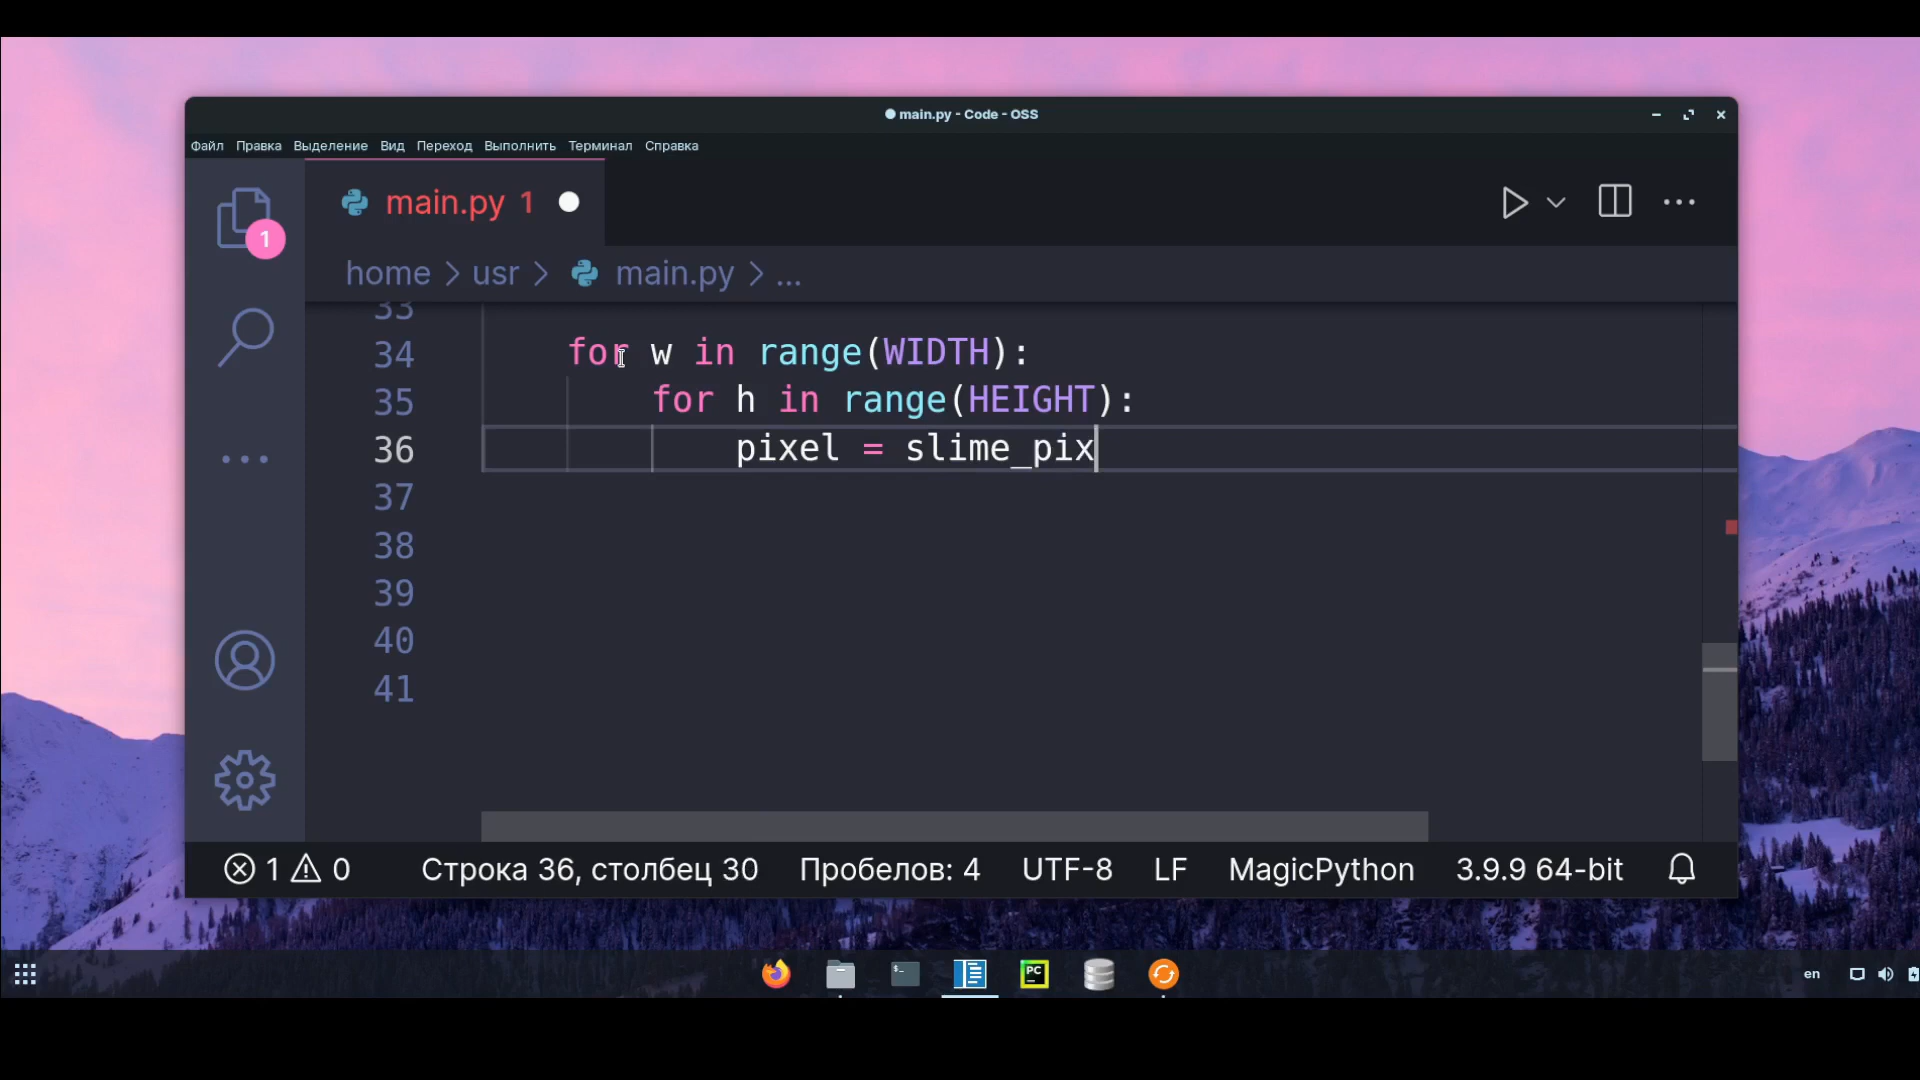 main.py - Code - OSS
Файл Правка Выделение Вид Переход Выполнить Терминал Справка
main.py 1
1
home > usr > main.py > ...
33
34 for w in range(WIDTH):
35 for h in range(HEIGHT):
36 pixel = slime_pix
37
38
39
40
41
1 0 Строка 36, столбец 30 Пробелов: 4 UTF-8 LF MagicPython 3.9.9 64-bit
PC
en